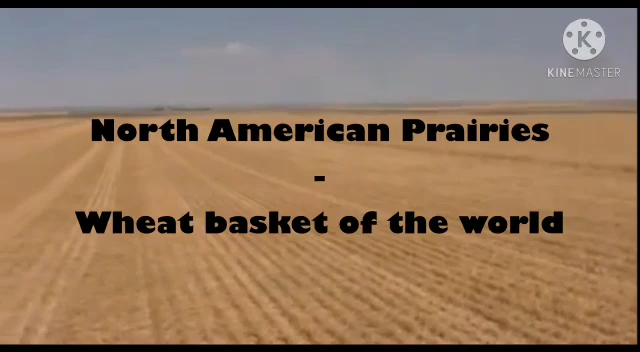 KINEMASTER
North American Prairies
-
Wheat basket of the world